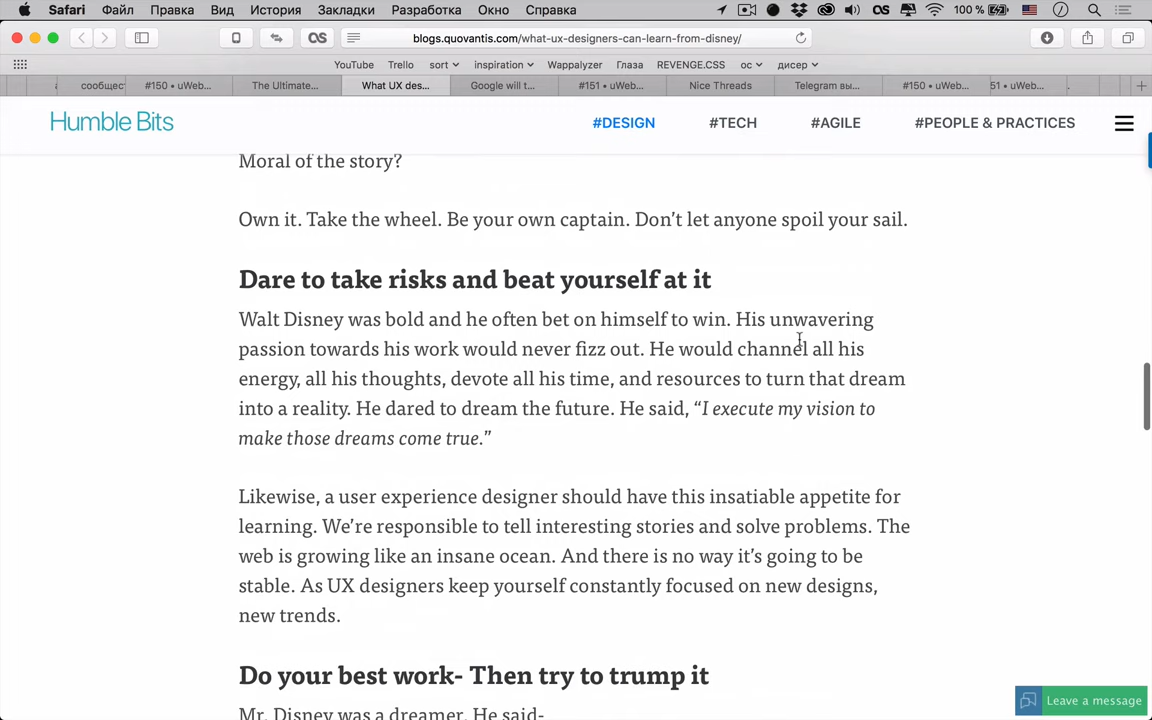 Safari Файл Правка Вид История Закладки Разработка Окно Справка 100 %
blogs.quovantis.com/what-ux-designers-can-learn-from-disney/
YouTube Trello sort inspiration Wappalyzer Глаза REVENGE.CSS ос дисер
сообщес #150 • uWeb... The Ultimate... What UX des... Google will t... #151 • uWeb... Nice Threads Telegram вы... #150 • uWeb... 51 • uWeb...
Humble Bits #DESIGN #TECH #AGILE #PEOPLE & PRACTICES
Moral of the story?
Own it. Take the wheel. Be your own captain. Don’t let anyone spoil your sail.
Dare to take risks and beat yourself at it
Walt Disney was bold and he often bet on himself to win. His unwavering
passion towards his work would never fizz out. He would channel all his
energy, all his thoughts, devote all his time, and resources to turn that dream
into a reality. He dared to dream the future. He said, “I execute my vision to
make those dreams come true.”
Likewise, a user experience designer should have this insatiable appetite for
learning. We’re responsible to tell interesting stories and solve problems. The
web is growing like an insane ocean. And there is no way it’s going to be
stable. As UX designers keep yourself constantly focused on new designs,
new trends.
Do your best work- Then try to trump it
Mr. Disney was a dreamer. He said-
Leave a message